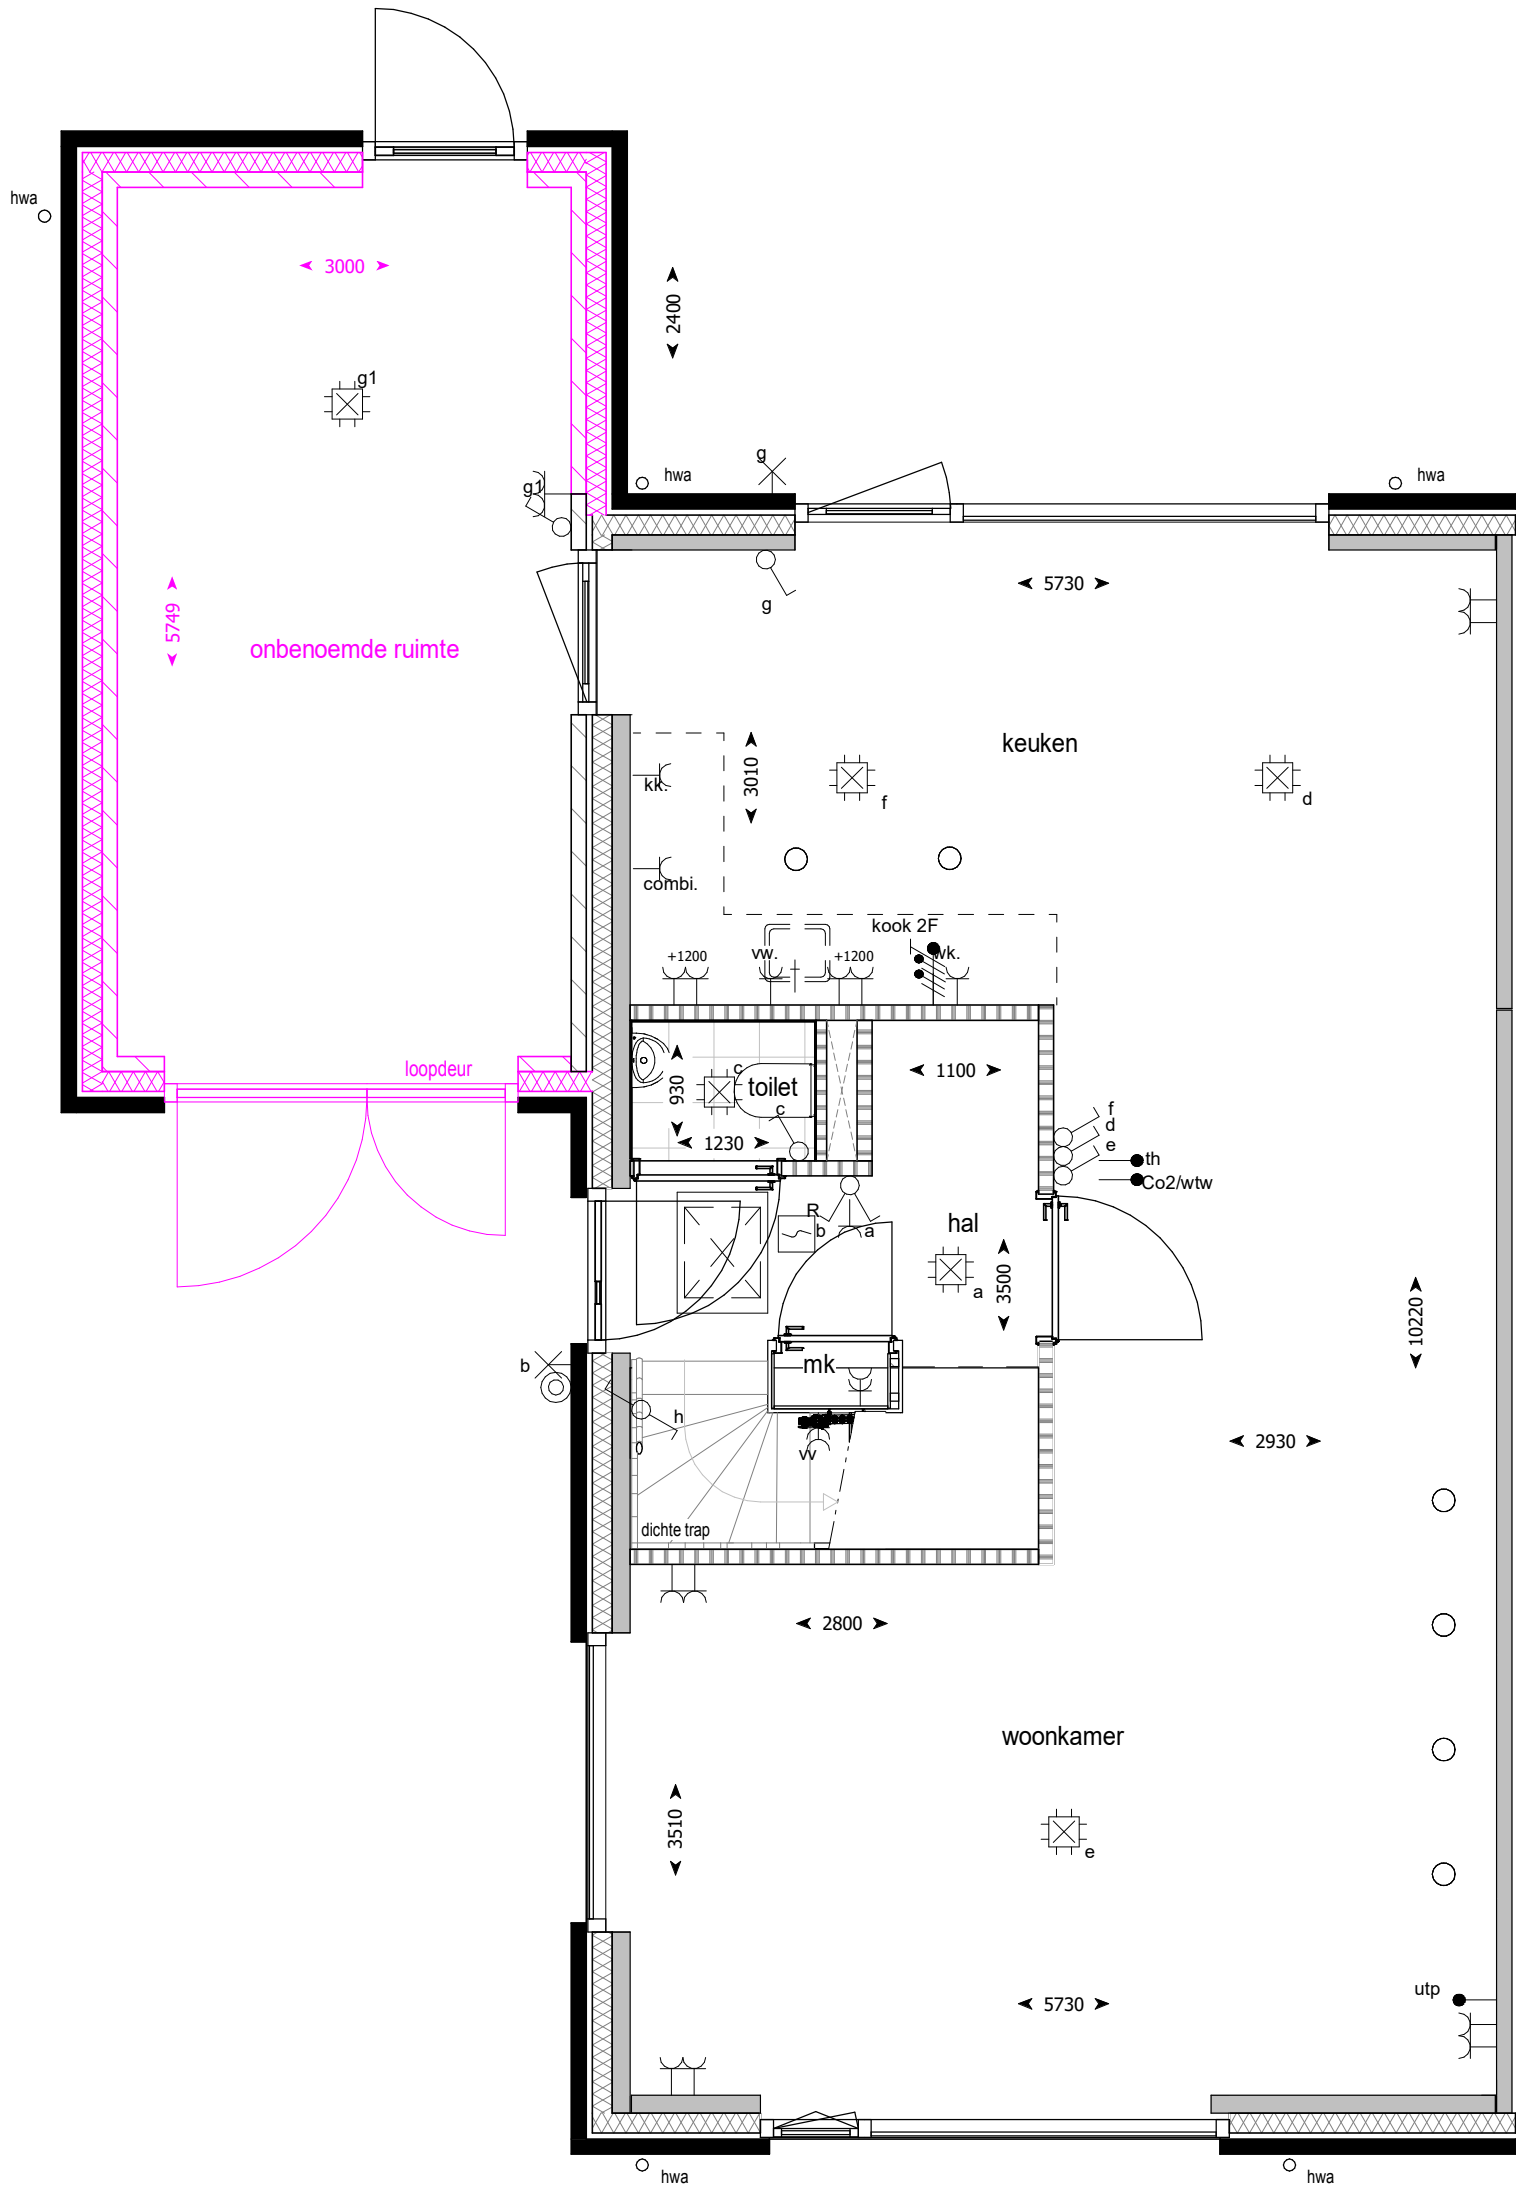 hwa
3000
2400
g1
g
hwa
hwa
g1
5730
g
5749
onbenoemde ruimte
keuken
3010
kk.
f
d
combi.
kook 2F
+1200
vw.
+1200
wk.
loopdeur
c
1100
930
toilet
c
f
d
1230
e
th
Co2/wtw
R
b
a
hal
3500
a
10220
b
mk
h
2930
vv
dichte trap
2800
woonkamer
3510
e
utp
5730
hwa
hwa